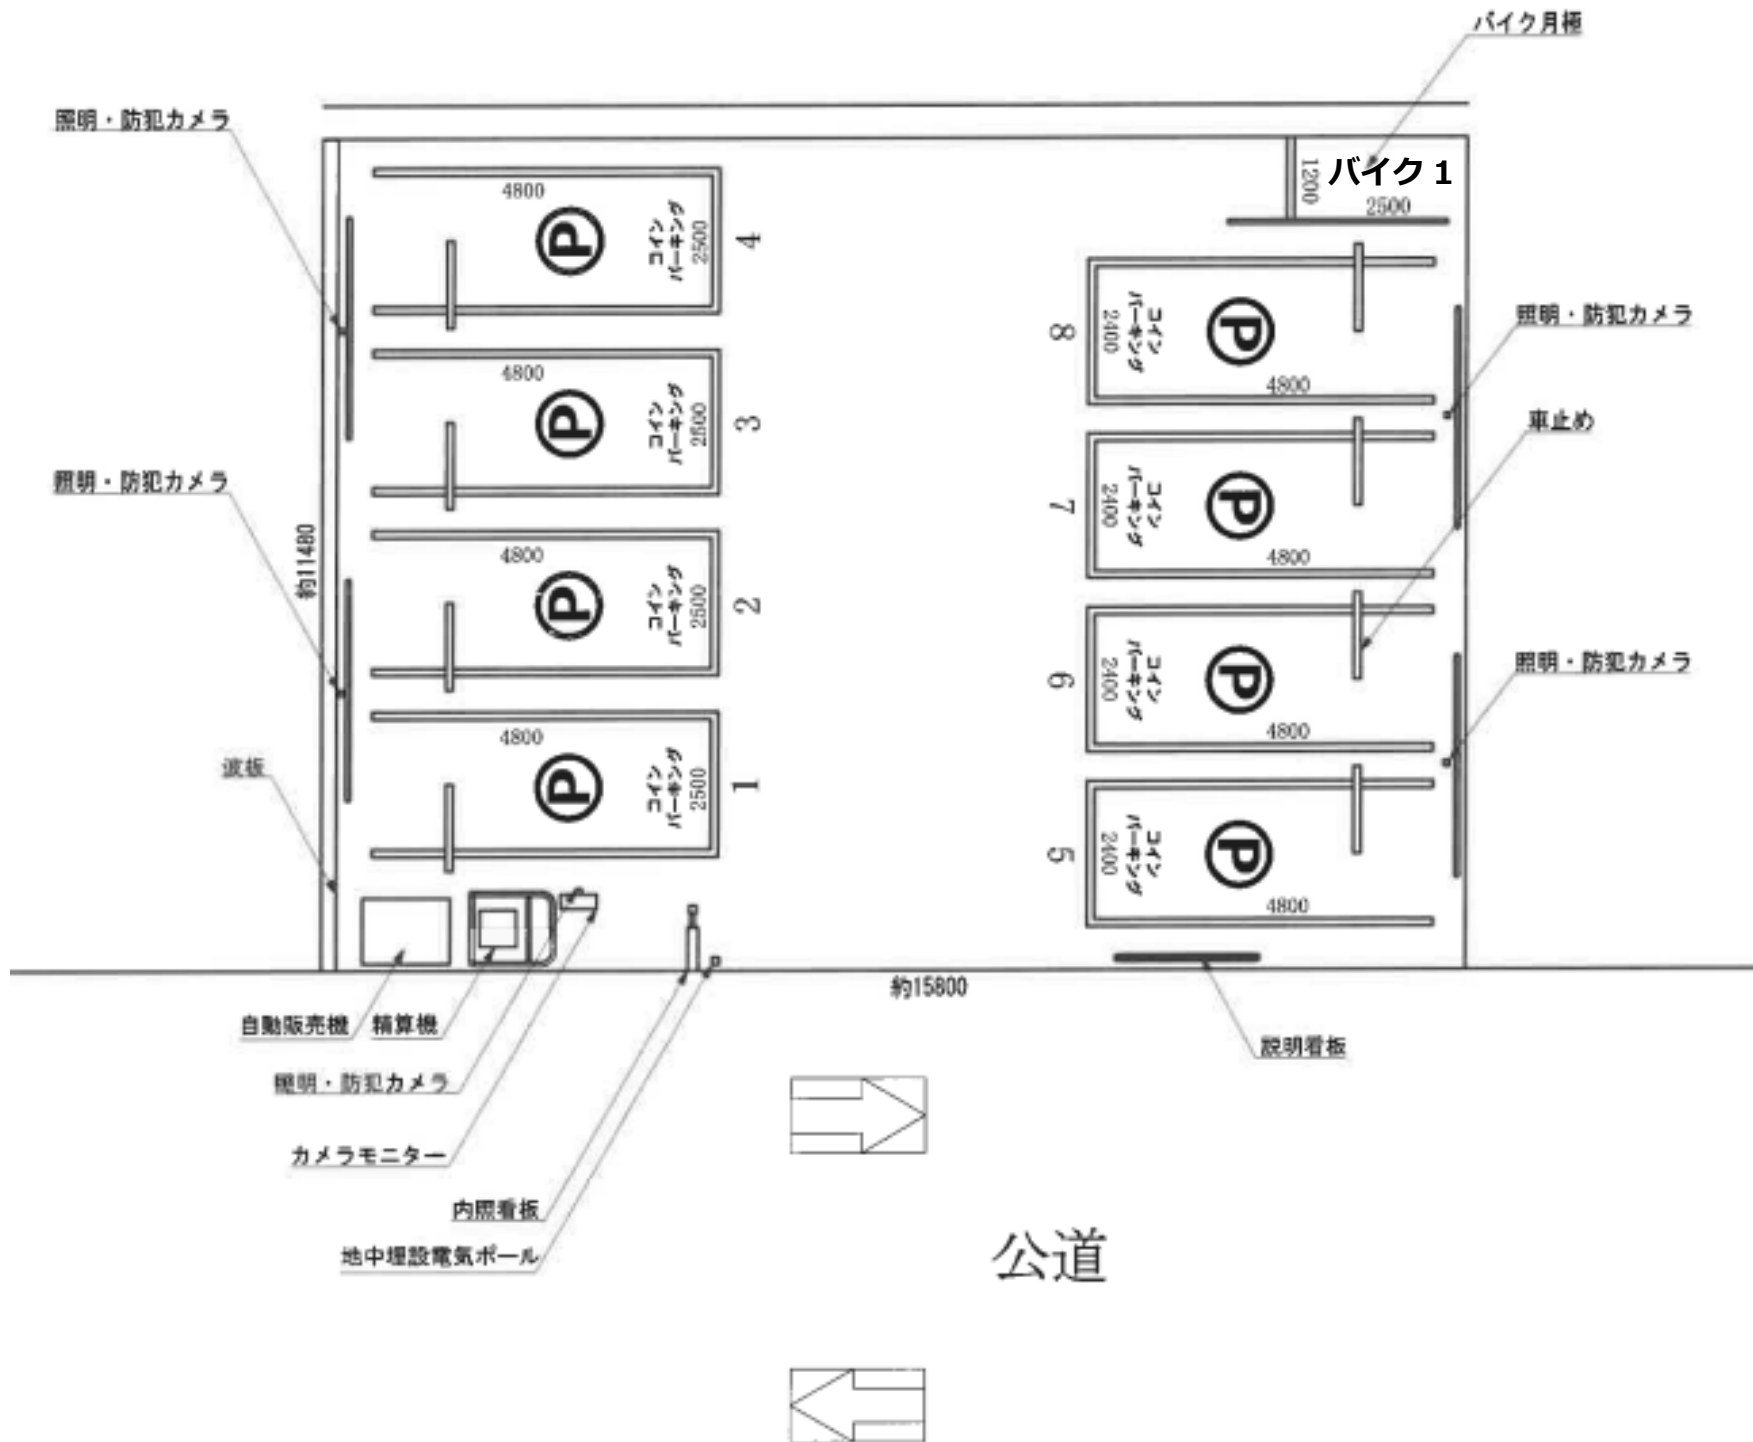 バイク月極
照明・防犯カメラ
バイク 1
1200
2500
4800
コイン
パーキング
2500
4
4800
コイン
パーキング
2400
8
照明・防犯カメラ
4800
コイン
パーキング
2500
3
4800
コイン
パーキング
2400
7
車止め
照明・防犯カメラ
約11480
4800
コイン
パーキング
2500
2
4800
コイン
パーキング
2400
6
照明・防犯カメラ
波板
4800
コイン
パーキング
2500
1
4800
コイン
パーキング
2400
5
約15800
自動販売機
精算機
説明看板
照明・防犯カメラ
カメラモニター
内照看板
地中埋設電気ポール
公道